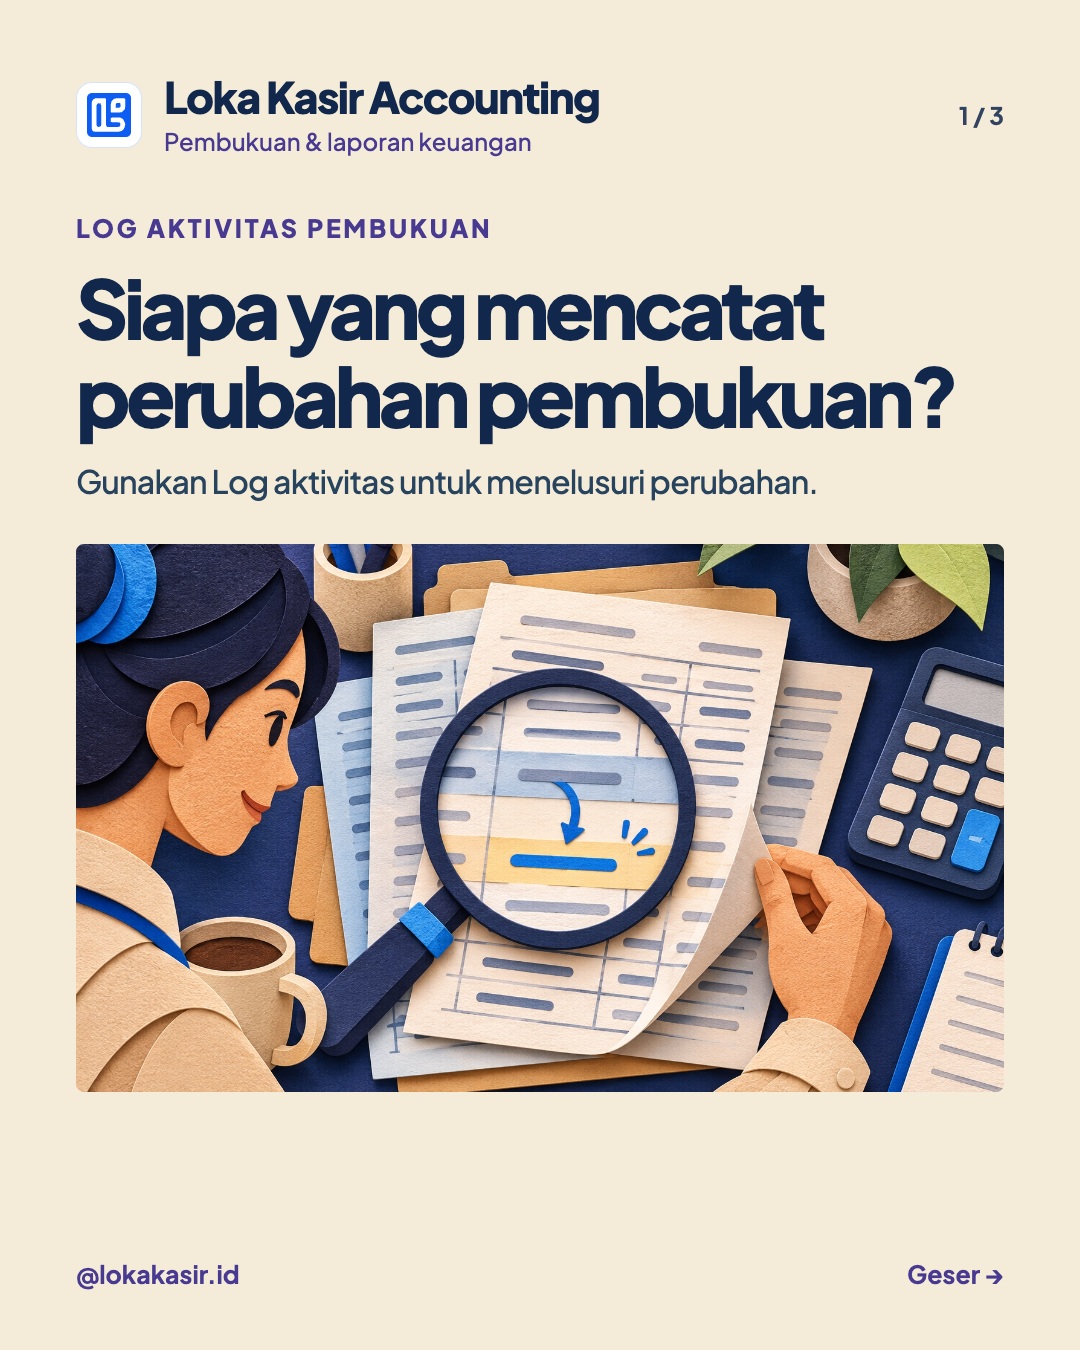 Loka Kasir Accounting
Pembukuan & laporan keuangan
1 / 3
LOG AKTIVITAS PEMBUKUAN
Siapa yang mencatat
perubahan pembukuan?
Gunakan Log aktivitas untuk menelusuri perubahan.
@lokakasir.id
Geser →